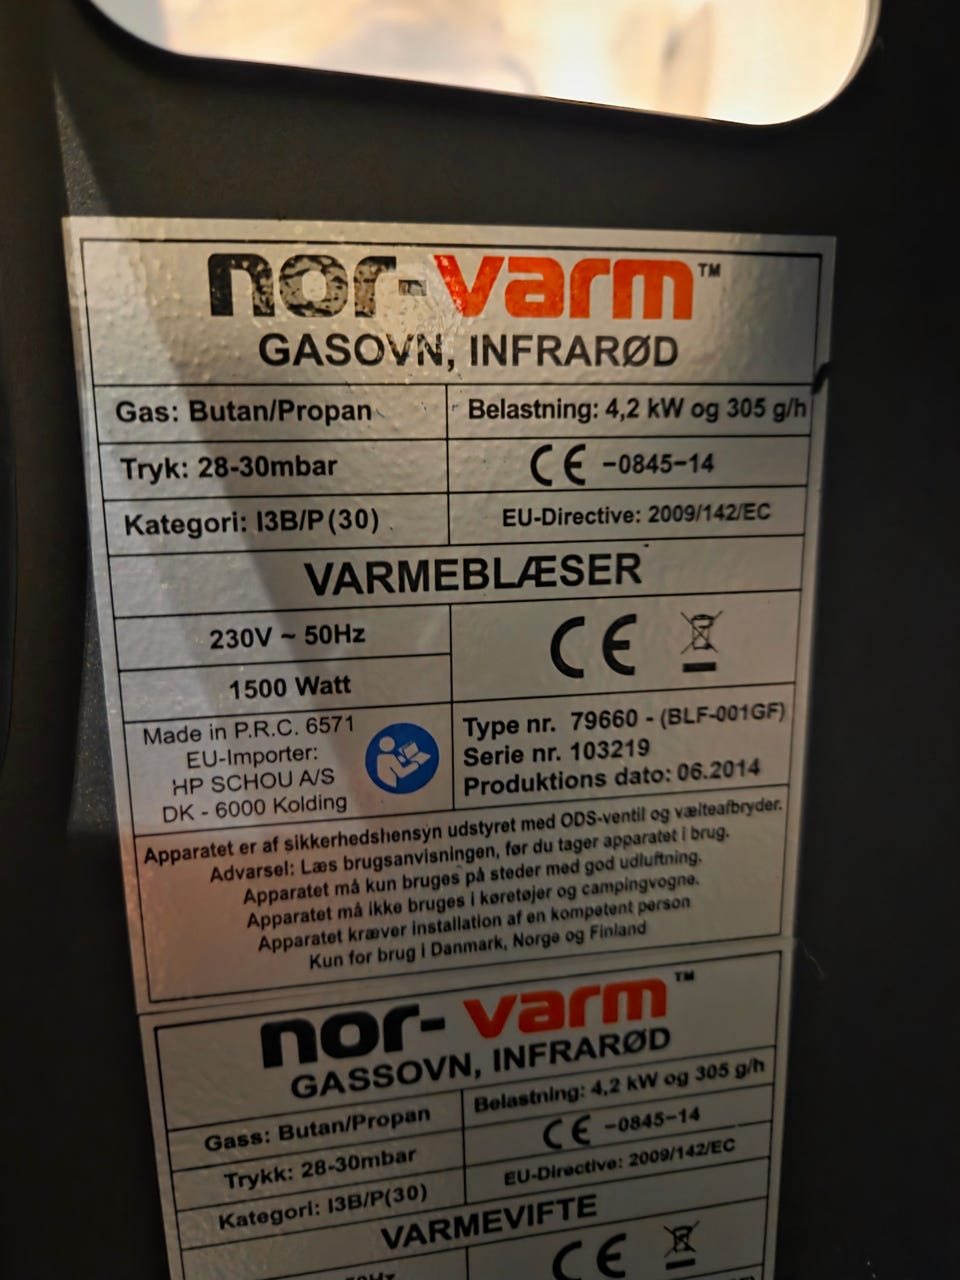 nor-varm™
GASOVN, INFRARØD
Gas: Butan/Propan
Belastning: 4,2 kW og 305 g/h
Tryk: 28-30mbar
CE -0845-14
Kategori: I3B/P(30)
EU-Directive: 2009/142/EC
VARMEBLÆSER
230V ~ 50Hz
CE
1500 Watt
Made in P.R.C. 6571
EU-Importer:
HP SCHOU A/S
DK - 6000 Kolding
Type nr. 79660 - (BLF-001GF)
Serie nr. 103219
Produktions dato: 06.2014
Apparatet er af sikkerhedshensyn udstyret med ODS-ventil og vælteafbryder.
Advarsel: Læs brugsanvisningen, før du tager apparatet i brug.
Apparatet må kun bruges på steder med god udluftning.
Apparatet må ikke bruges i køretøjer og campingvogne.
Apparatet kræver installation af en kompetent person
Kun for brug i Danmark, Norge og Finland
nor-varm™
GASSOVN, INFRARØD
Gass: Butan/Propan
Belastning: 4,2 kW og 305 g/h
Trykk: 28-30mbar
CE -0845-14
Kategori: I3B/P(30)
EU-Directive: 2009/142/EC
VARMEVIFTE
CE